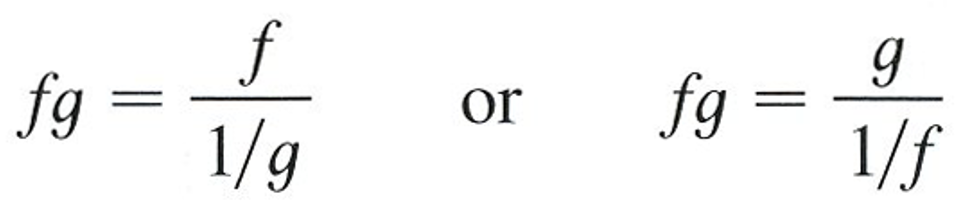 fg = f/(1/g) or fg = g/(1/f)